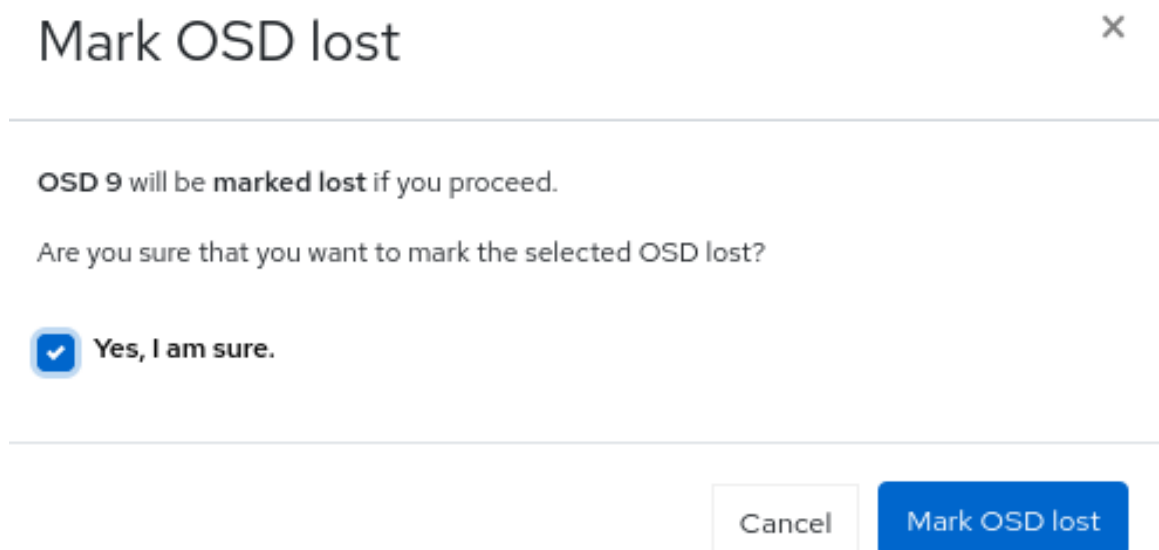 Mark OSD lost
OSD 9 will be marked lost if you proceed.
Are you sure that you want to mark the selected OSD lost?
Yes, I am sure.
Cancel
Mark OSD lost